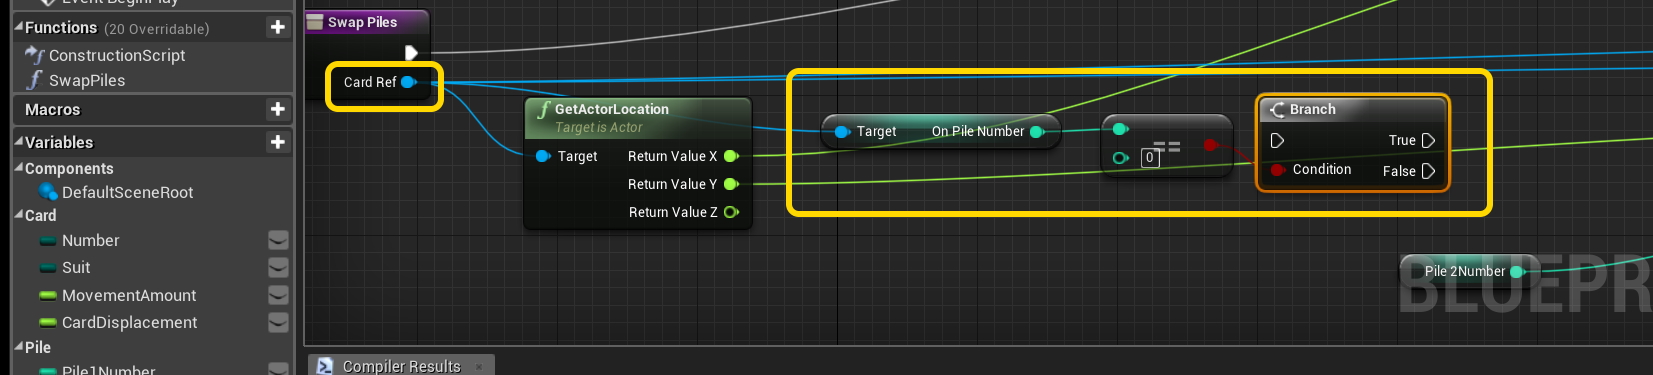 Event BeginPlay
Functions (20 Overridable) +
ConstructionScript
SwapPiles
Macros +
Variables +
Components
DefaultSceneRoot
Card
Number
Suit
MovementAmount
CardDisplacement
Pile
Pile1Number
Swap Piles
Card Ref
f GetActorLocation
Target is Actor
Target Return Value X
Return Value Y
Return Value Z
Target On Pile Number
0 ==
Branch
True
Condition False
Pile 2Number
BLUEPR
Compiler Results ×